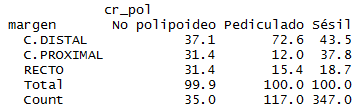 cr_pol
margen No polipoideo Pediculado Sésil
C.DISTAL 37.1 72.6 43.5
C.PROXIMAL 31.4 12.0 37.8
RECTO 31.4 15.4 18.7
Total 99.9 100.0 100.0
Count 35.0 117.0 347.0